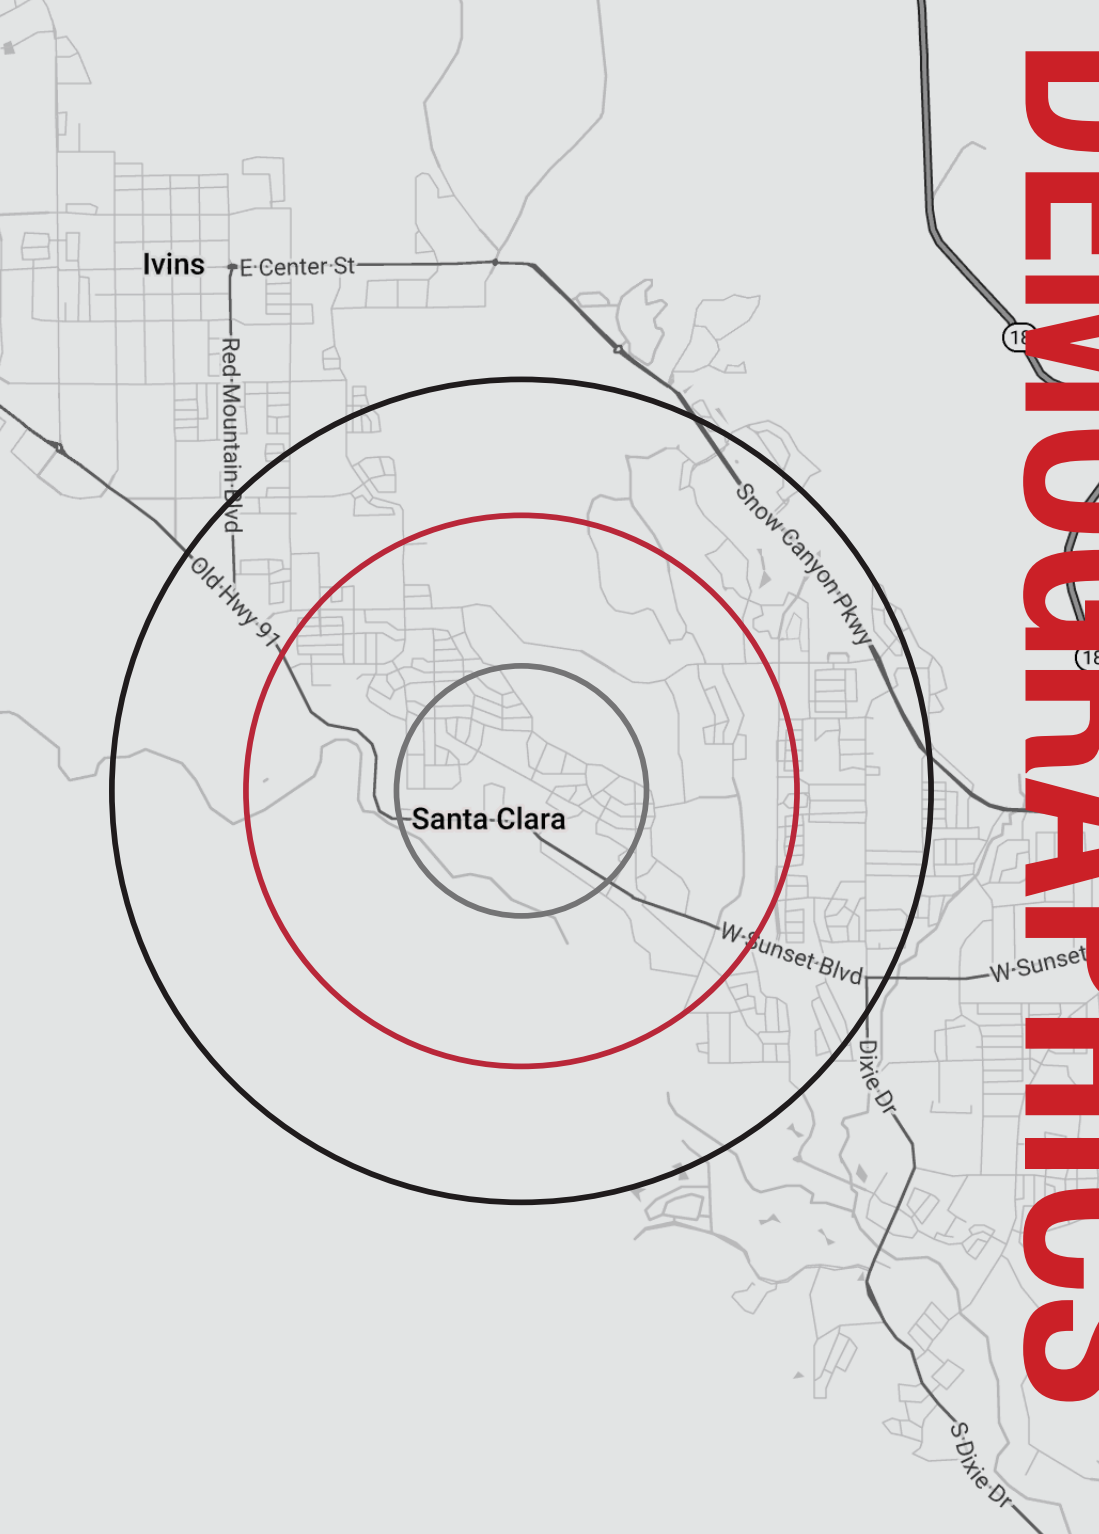 DEMOGRAPHICS
Ivins
E Center St
18
Red Mountain Blvd
Snow Canyon Pkwy
Old Hwy 91
18
Santa Clara
W Sunset Blvd
W Sunset
Dixie Dr
S Dixie Dr